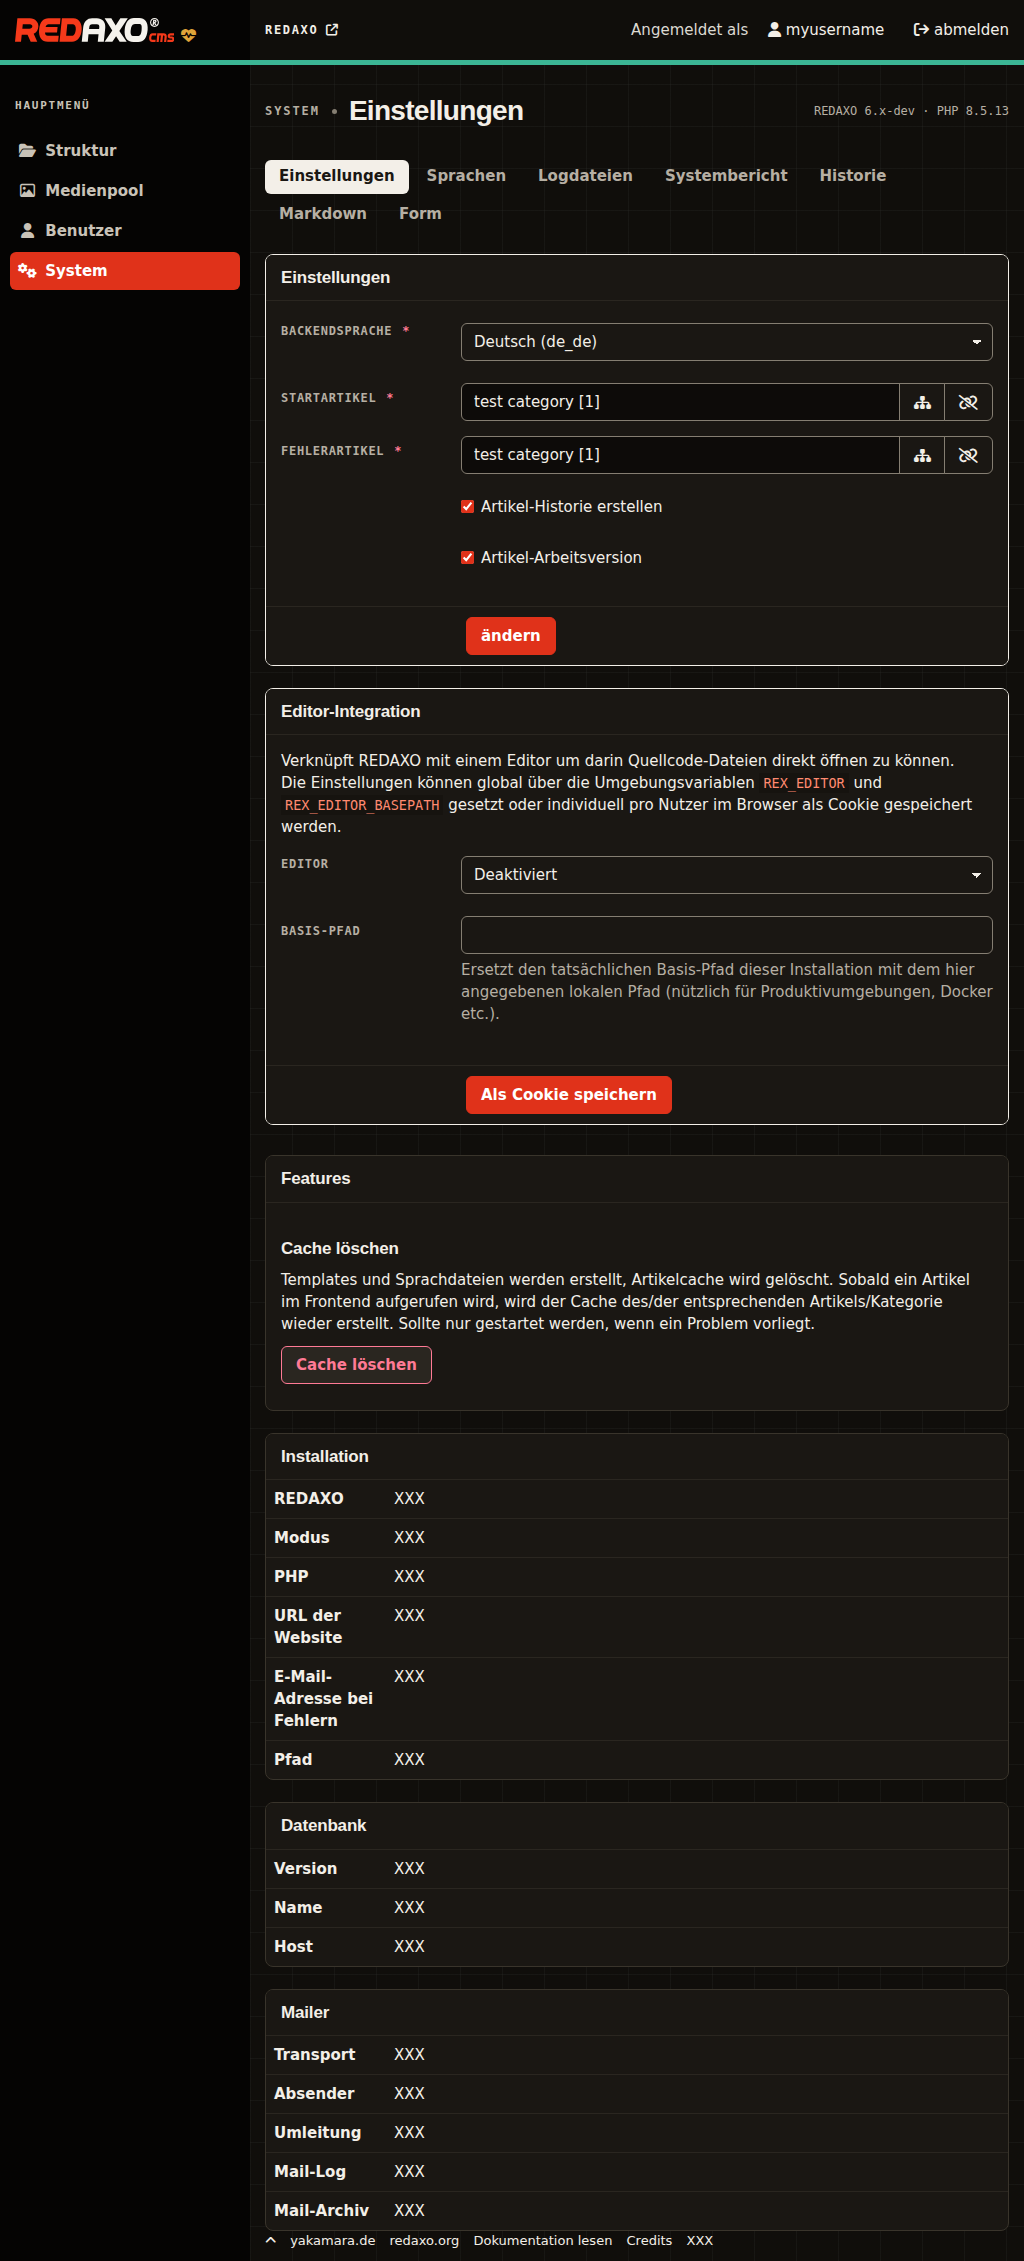 REDAXO® cms
REDAXO
Angemeldet als myusername abmelden
HAUPTMENÜ
Struktur
Medienpool
Benutzer
System
SYSTEM • Einstellungen
REDAXO 6.x-dev · PHP 8.5.13
Einstellungen Sprachen Logdateien Systembericht Historie
Markdown Form
Einstellungen
BACKENDSPRACHE * Deutsch (de_de)
STARTARTIKEL * test category [1]
FEHLERARTIKEL * test category [1]
Artikel-Historie erstellen
Artikel-Arbeitsversion
ändern
Editor-Integration
Verknüpft REDAXO mit einem Editor um darin Quellcode-Dateien direkt öffnen zu können.
Die Einstellungen können global über die Umgebungsvariablen REX_EDITOR und
REX_EDITOR_BASEPATH gesetzt oder individuell pro Nutzer im Browser als Cookie gespeichert
werden.
EDITOR Deaktiviert
BASIS-PFAD
Ersetzt den tatsächlichen Basis-Pfad dieser Installation mit dem hier
angegebenen lokalen Pfad (nützlich für Produktivumgebungen, Docker
etc.).
Als Cookie speichern
Features
Cache löschen
Templates und Sprachdateien werden erstellt, Artikelcache wird gelöscht. Sobald ein Artikel
im Frontend aufgerufen wird, wird der Cache des/der entsprechenden Artikels/Kategorie
wieder erstellt. Sollte nur gestartet werden, wenn ein Problem vorliegt.
Cache löschen
Installation
REDAXO XXX
Modus XXX
PHP XXX
URL der XXX
Website
E-Mail- XXX
Adresse bei
Fehlern
Pfad XXX
Datenbank
Version XXX
Name XXX
Host XXX
Mailer
Transport XXX
Absender XXX
Umleitung XXX
Mail-Log XXX
Mail-Archiv XXX
yakamara.de redaxo.org Dokumentation lesen Credits XXX